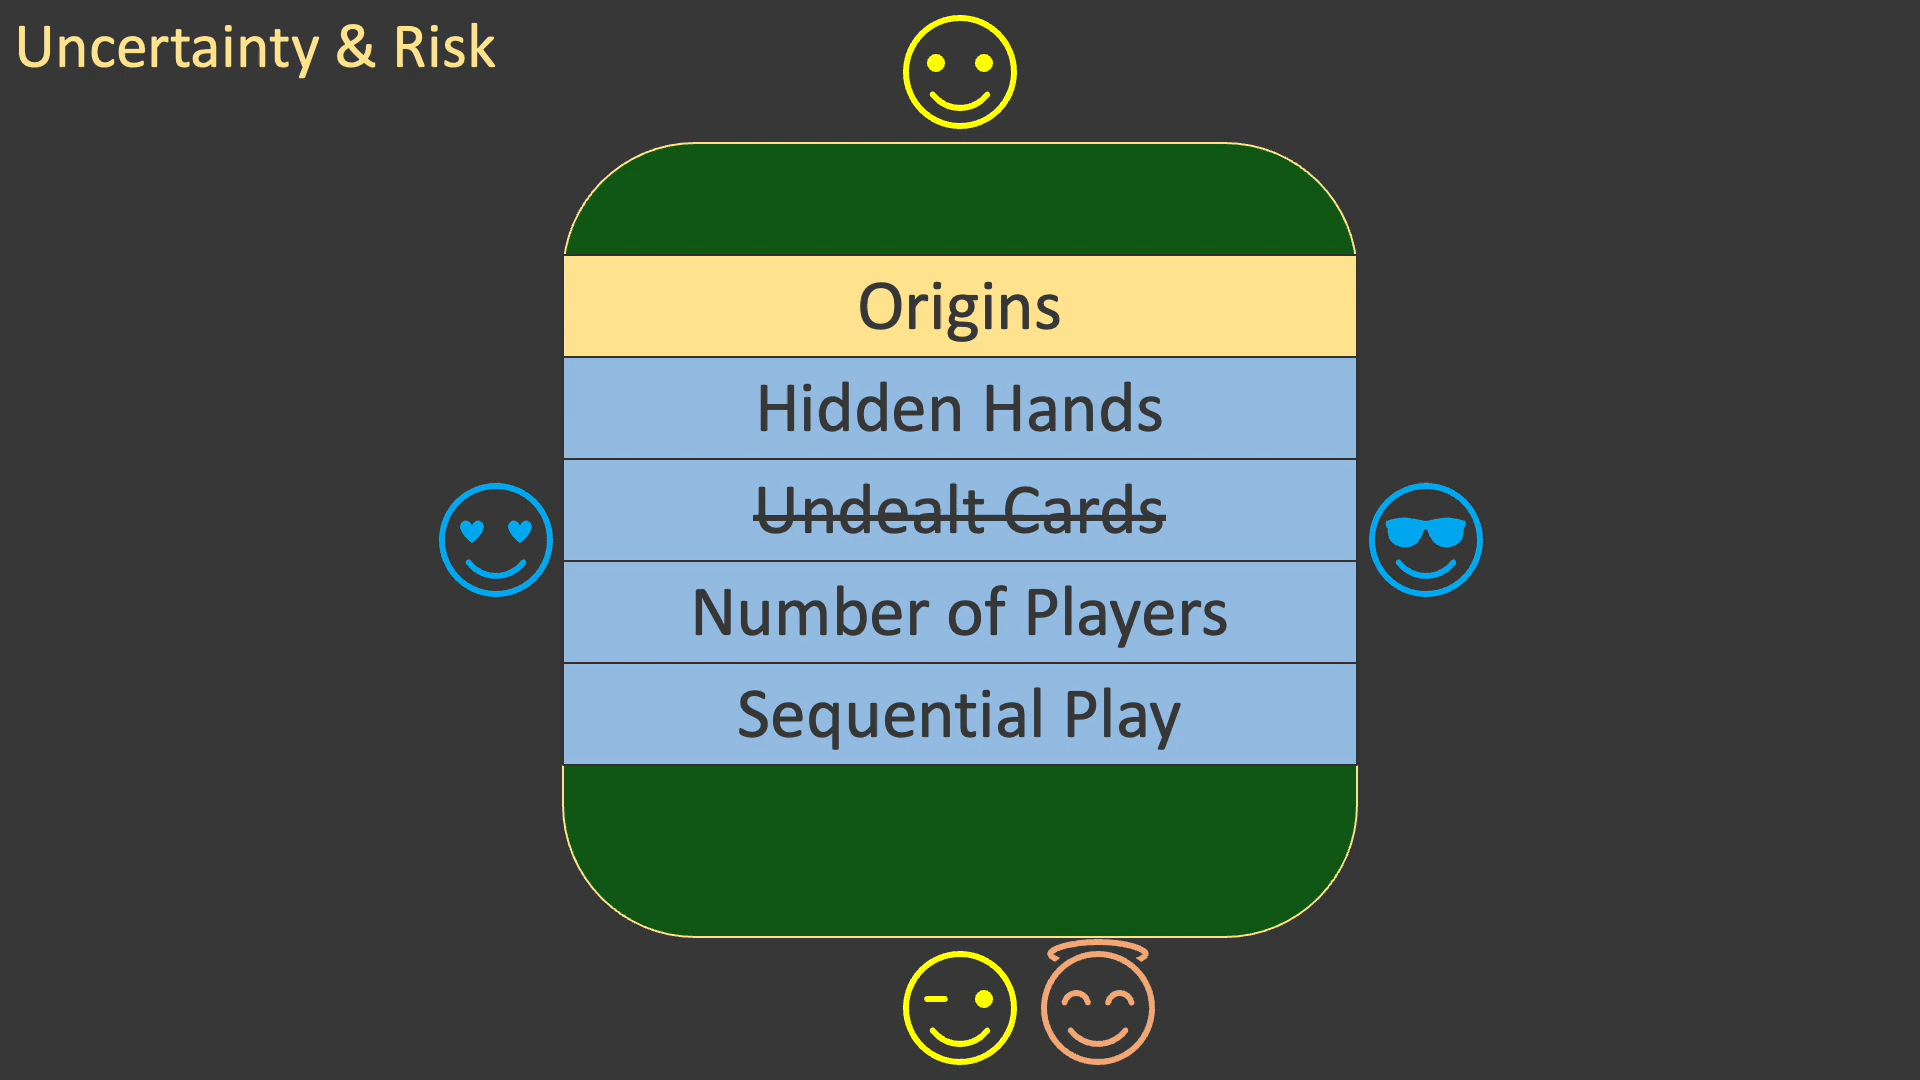 Uncertainty & Risk
Origins
Hidden Hands
Undealt Cards
Number of Players
Sequential Play